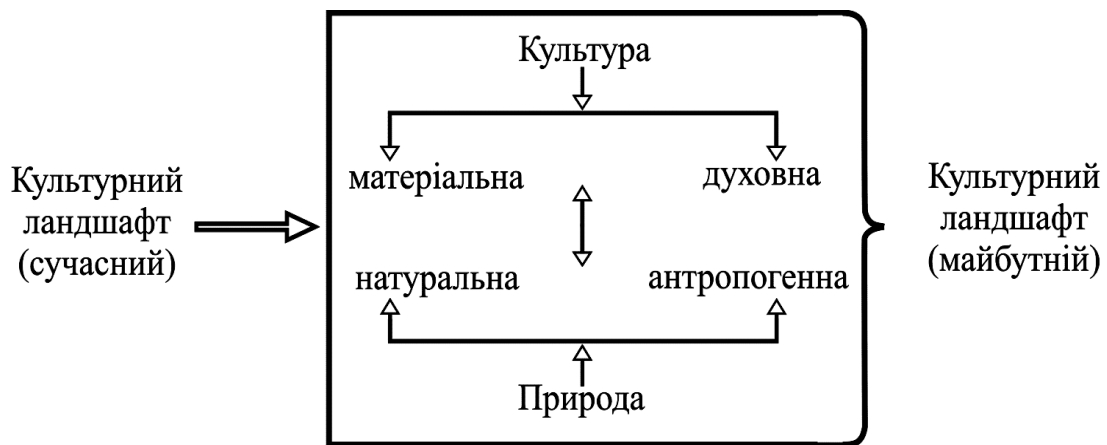 Культурний
ландшафт
(сучасний)
Культура
матеріальна
духовна
натуральна
антропогенна
Природа
Культурний
ландшафт
(майбутній)